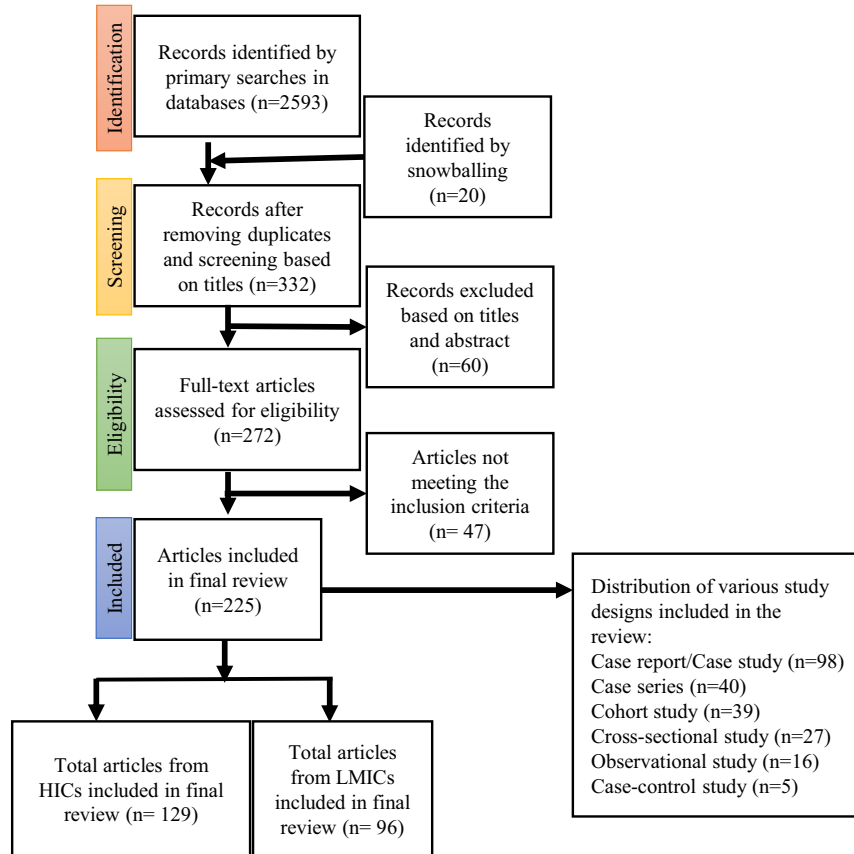 Identification
Records identified by
primary searches in
databases (n=2593)
Records
identified by
snowballing
(n=20)
Screening
Records after
removing duplicates
and screening based
on titles (n=332)
Records excluded
based on titles
and abstract
(n=60)
Eligibility
Full-text articles
assessed for eligibility
(n=272)
Articles not
meeting the
inclusion criteria
(n= 47)
Included
Articles included
in final review
(n=225)
Distribution of various study
designs included in the
review:
Case report/Case study (n=98)
Case series (n=40)
Cohort study (n=39)
Cross-sectional study (n=27)
Observational study (n=16)
Case-control study (n=5)
Total articles from
HICs included in final
review (n= 129)
Total articles
from LMICs
included in final
review (n= 96)